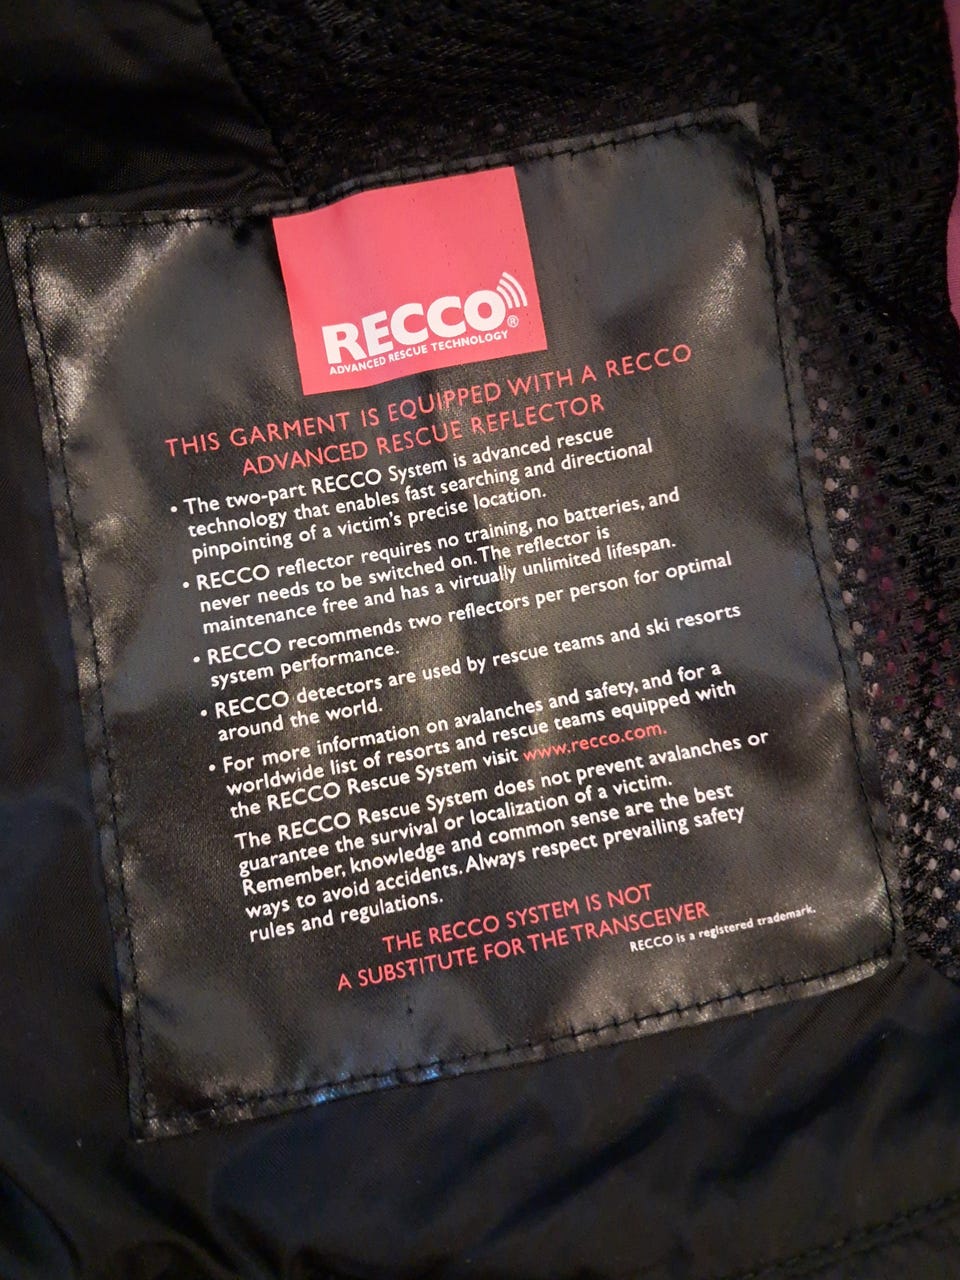 RECCO®
ADVANCED RESCUE TECHNOLOGY
THIS GARMENT IS EQUIPPED WITH A RECCO
ADVANCED RESCUE REFLECTOR
• The two-part RECCO System is advanced rescue
technology that enables fast searching and directional
pinpointing of a victim's precise location.
• RECCO reflector requires no training, no batteries, and
never needs to be switched on. The reflector is
maintenance free and has a virtually unlimited lifespan.
• RECCO recommends two reflectors per person for optimal
system performance.
• RECCO detectors are used by rescue teams and ski resorts
around the world.
• For more information on avalanches and safety, and for a
worldwide list of resorts and rescue teams equipped with
the RECCO Rescue System visit www.recco.com.
The RECCO Rescue System does not prevent avalanches or
guarantee the survival or localization of a victim.
Remember, knowledge and common sense are the best
ways to avoid accidents. Always respect prevailing safety
rules and regulations.
THE RECCO SYSTEM IS NOT
A SUBSTITUTE FOR THE TRANSCEIVER
RECCO is a registered trademark.